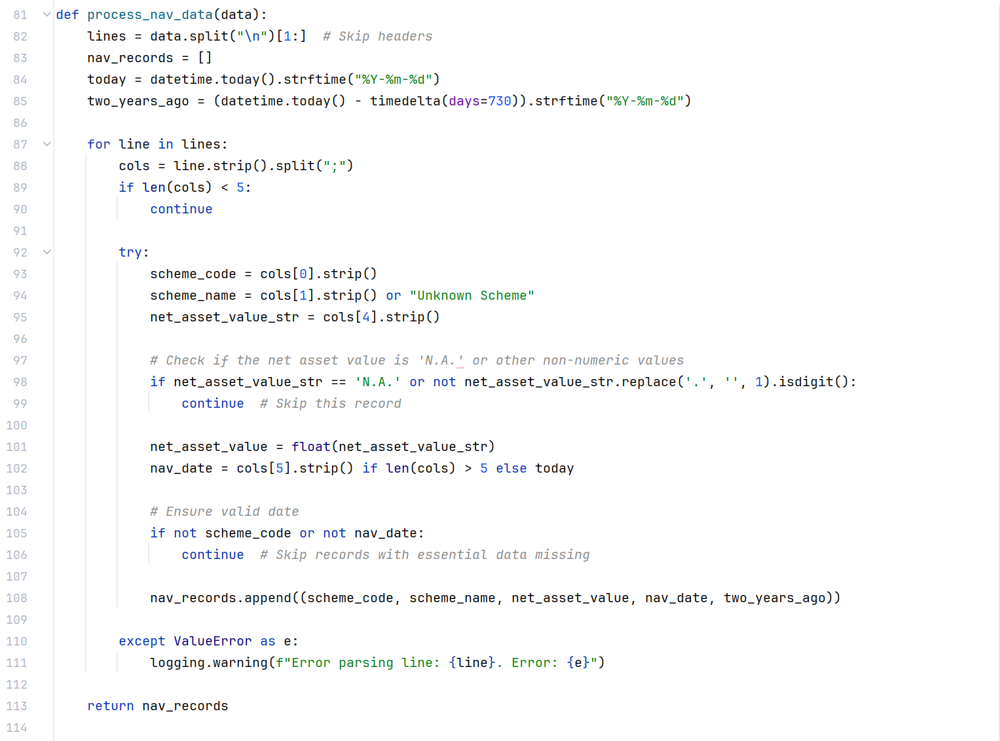 81 def process_nav_data(data):
82     lines = data.split("\n")[1:]  # Skip headers
83     nav_records = []
84     today = datetime.today().strftime("%Y-%m-%d")
85     two_years_ago = (datetime.today() - timedelta(days=730)).strftime("%Y-%m-%d")
86
87     for line in lines:
88         cols = line.strip().split(";")
89         if len(cols) < 5:
90             continue
91
92         try:
93             scheme_code = cols[0].strip()
94             scheme_name = cols[1].strip() or "Unknown Scheme"
95             net_asset_value_str = cols[4].strip()
96
97             # Check if the net asset value is 'N.A.' or other non-numeric values
98             if net_asset_value_str == 'N.A.' or not net_asset_value_str.replace('.', '', 1).isdigit():
99                 continue  # Skip this record
100
101             net_asset_value = float(net_asset_value_str)
102             nav_date = cols[5].strip() if len(cols) > 5 else today
103
104             # Ensure valid date
105             if not scheme_code or not nav_date:
106                 continue  # Skip records with essential data missing
107
108             nav_records.append((scheme_code, scheme_name, net_asset_value, nav_date, two_years_ago))
109
110         except ValueError as e:
111             logging.warning(f"Error parsing line: {line}. Error: {e}")
112
113     return nav_records
114